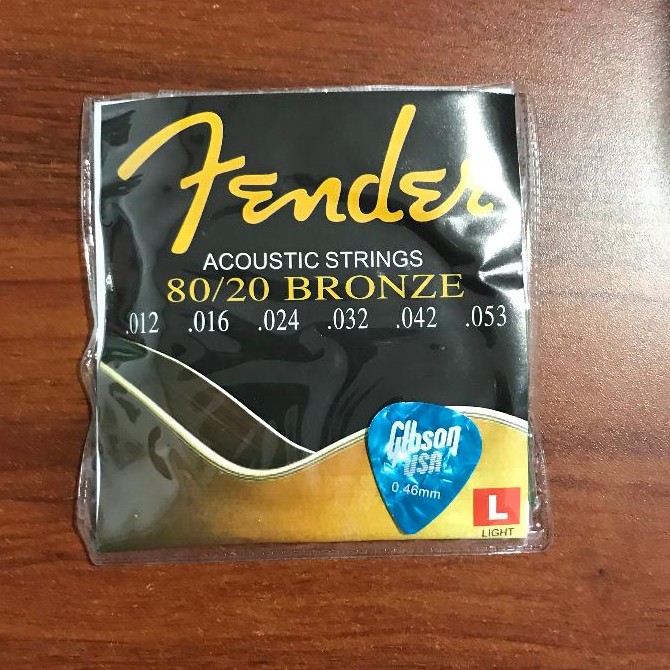 Fender
ACOUSTIC STRINGS
80/20 BRONZE
.012 .016 .024 .032 .042 .053
Gibson
USA
0.46mm
L
LIGHT